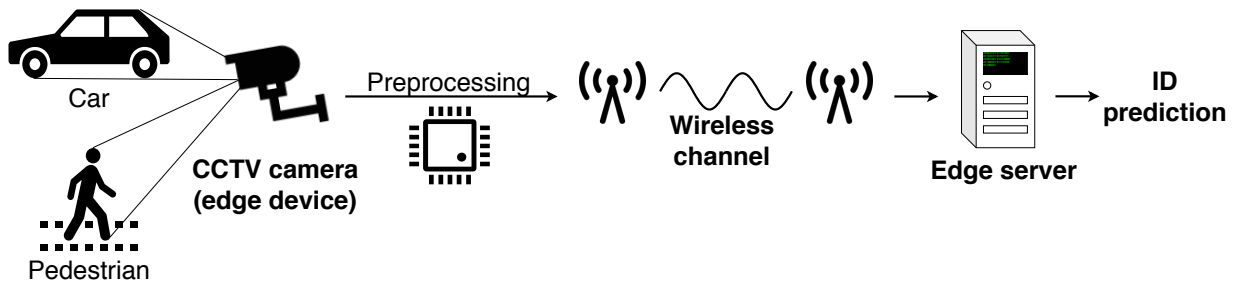 Car
Pedestrian
CCTV camera
(edge device)
Preprocessing
Wireless
channel
Edge server
ID
prediction